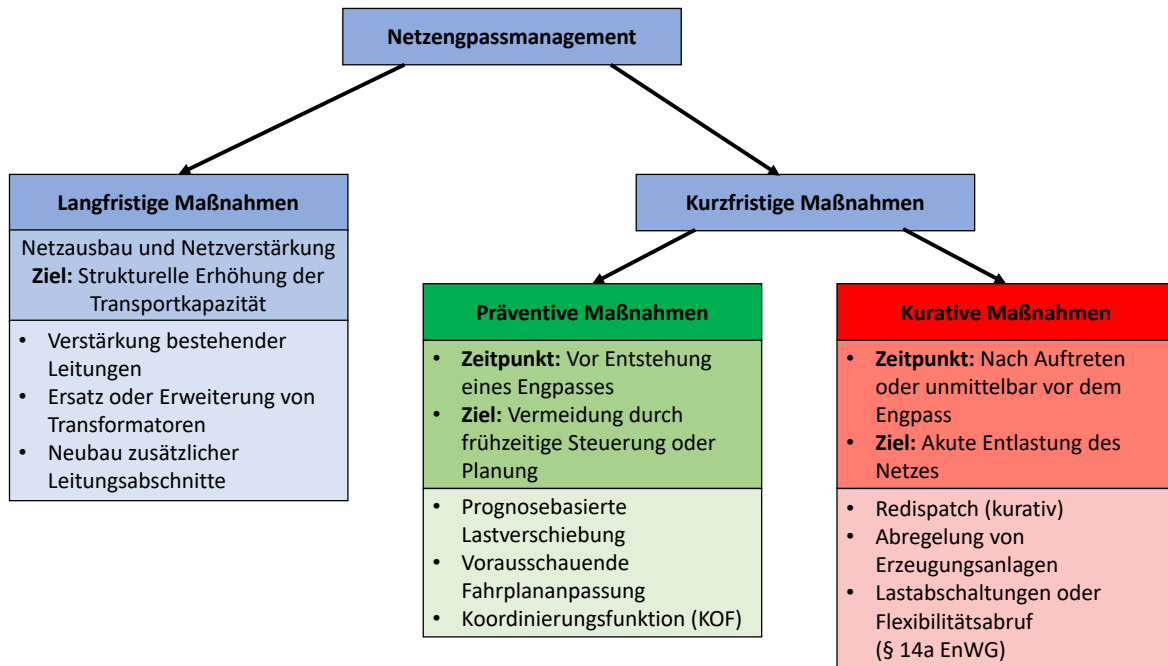 Netzengpassmanagement
Langfristige Maßnahmen
Netzausbau und Netzverstärkung
Ziel: Strukturelle Erhöhung der
Transportkapazität
• Verstärkung bestehender
Leitungen
• Ersatz oder Erweiterung von
Transformatoren
• Neubau zusätzlicher
Leitungsabschnitte
Kurzfristige Maßnahmen
Präventive Maßnahmen
• Zeitpunkt: Vor Entstehung
eines Engpasses
• Ziel: Vermeidung durch
frühzeitige Steuerung oder
Planung
• Prognosebasierte
Lastverschiebung
• Vorausschauende
Fahrplananpassung
• Koordinierungsfunktion (KOF)
Kurative Maßnahmen
• Zeitpunkt: Nach Auftreten
oder unmittelbar vor dem
Engpass
• Ziel: Akute Entlastung des
Netzes
• Redispatch (kurativ)
• Abregelung von
Erzeugungsanlagen
• Lastabschaltungen oder
Flexibilitätsabruf
(§ 14a EnWG)